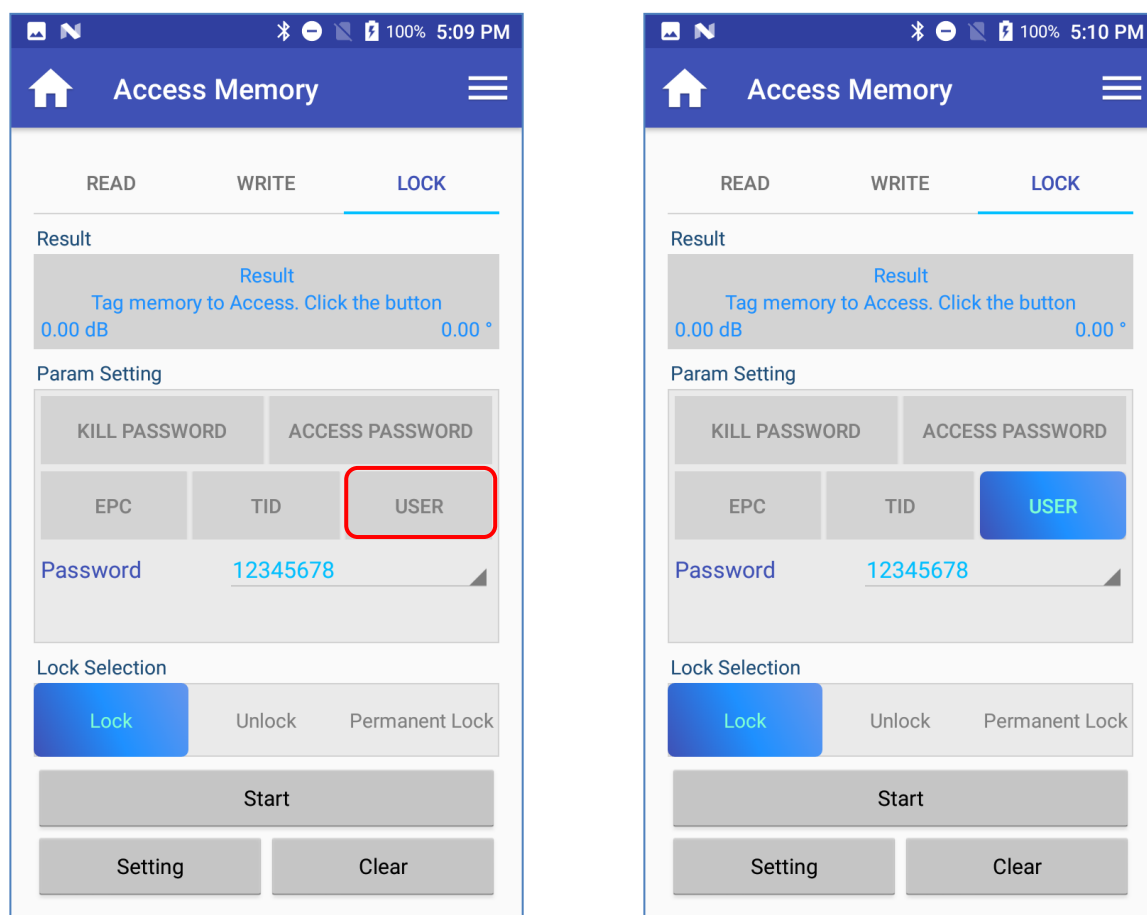 100% 5:09 PM
Access Memory
READ WRITE LOCK
Result
Result
Tag memory to Access. Click the button
0.00 dB 0.00 °
Param Setting
KILL PASSWORD ACCESS PASSWORD
EPC TID USER
Password 12345678
Lock Selection
Lock Unlock Permanent Lock
Start
Setting Clear
100% 5:10 PM
Access Memory
READ WRITE LOCK
Result
Result
Tag memory to Access. Click the button
0.00 dB 0.00 °
Param Setting
KILL PASSWORD ACCESS PASSWORD
EPC TID USER
Password 12345678
Lock Selection
Lock Unlock Permanent Lock
Start
Setting Clear